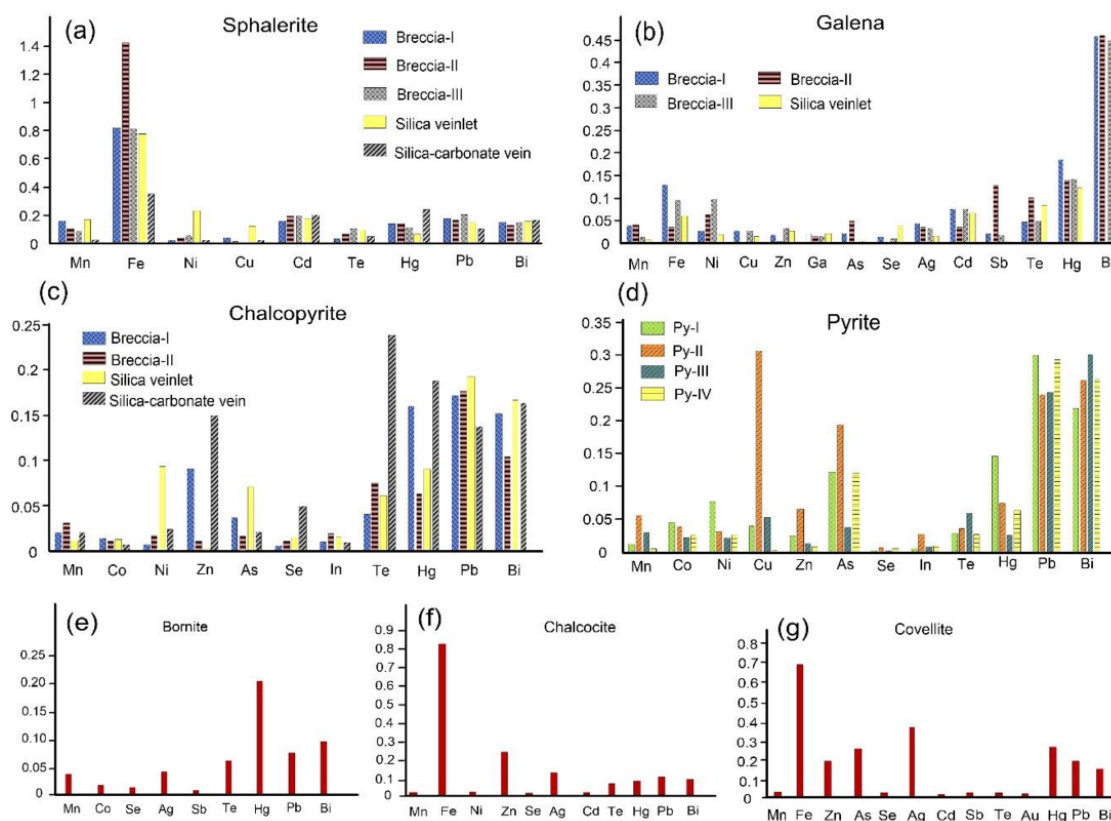 (a) Sphalerite
Breccia-I
Breccia-II
Breccia-III
Silica veinlet
Silica-carbonate vein
1.4
1.2
1
0.8
0.6
0.4
0.2
0
Mn Fe Ni Cu Cd Te Hg Pb Bi
(b) Galena
Breccia-I Breccia-II
Breccia-III Silica veinlet
0.45
0.4
0.35
0.3
0.25
0.2
0.15
0.1
0.05
0
Mn Fe Ni Cu Zn Ga As Se Ag Cd Sb Te Hg B
(c) Chalcopyrite
Breccia-I
Breccia-II
Silica veinlet
Silica-carbonate vein
0.25
0.2
0.15
0.1
0.05
0
Mn Co Ni Zn As Se In Te Hg Pb Bi
(d) Pyrite
Py-I
Py-II
Py-III
Py-IV
0.35
0.3
0.25
0.2
0.15
0.1
0.05
0
Mn Co Ni Cu Zn As Se In Te Hg Pb Bi
(e) Bornite
0.25
0.20
0.15
0.10
0.05
0
Mn Co Se Ag Sb Te Hg Pb Bi
(f) Chalcocite
0.9
0.8
0.7
0.6
0.5
0.4
0.3
0.2
0.1
0
Mn Fe Ni Zn Se Ag Cd Te Hg Pb Bi
(g) Covellite
0.8
0.7
0.6
0.5
0.4
0.3
0.2
0.1
0
Mn Fe Zn As Se Ag Cd Sb Te Au Hg Pb Bi